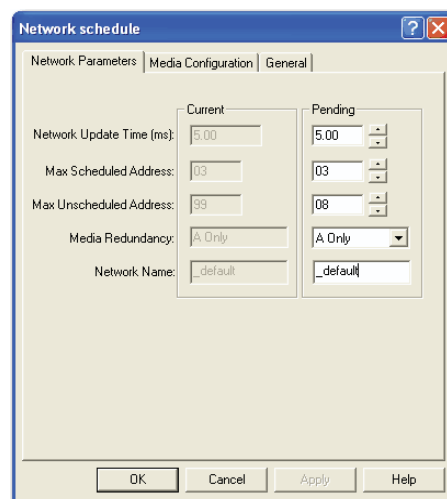 Network schedule
Network Parameters Media Configuration General
Current Pending
Network Update Time (ms): 5.00 5.00
Max Scheduled Address: 03 03
Max Unscheduled Address: 99 08
Media Redundancy: A Only A Only
Network Name: _default _default
OK Cancel Apply Help